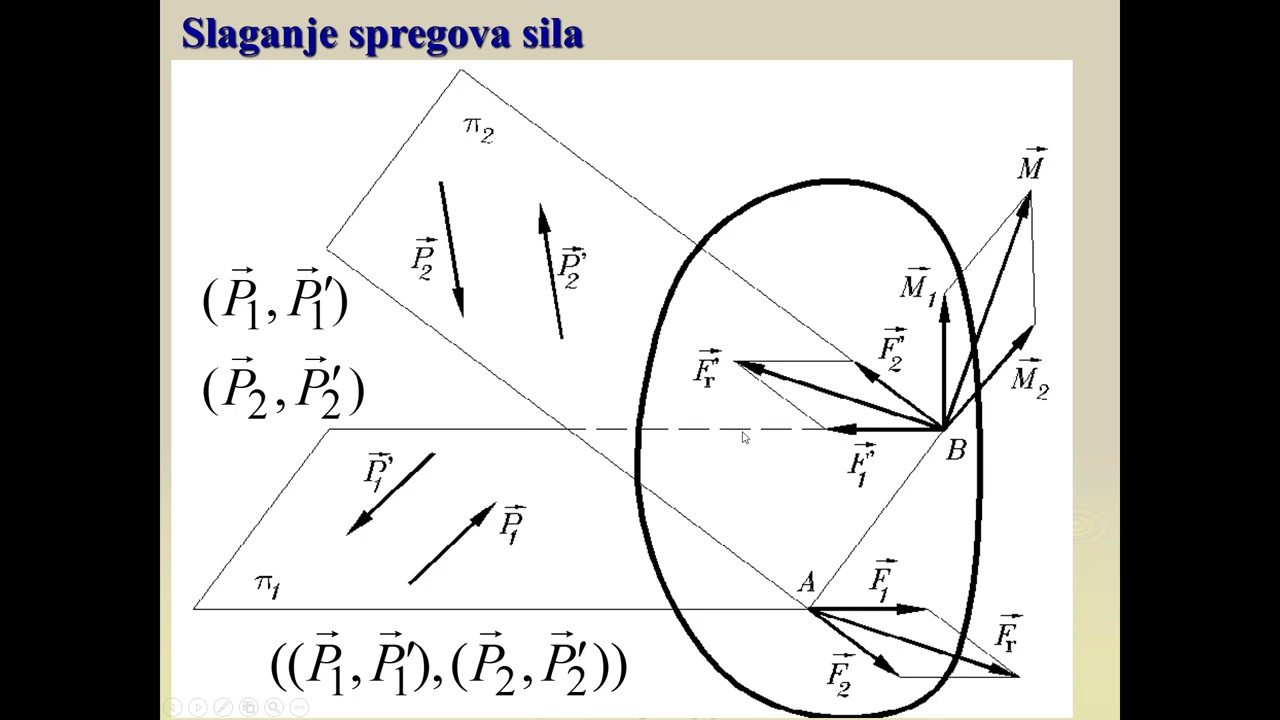 Slaganje spregova sila
π₂
M⃗
P⃗₂
P⃗₂'
M⃗₁
(P⃗₁, P⃗₁′)
F⃗₂'
F⃗ᵣ'
M⃗₂
(P⃗₂, P⃗₂′)
F⃗₁'
B
P⃗₁'
P⃗₁
π₁
A
F⃗₁
F⃗ᵣ
F⃗₂
((P⃗₁, P⃗₁′), (P⃗₂, P⃗₂′))